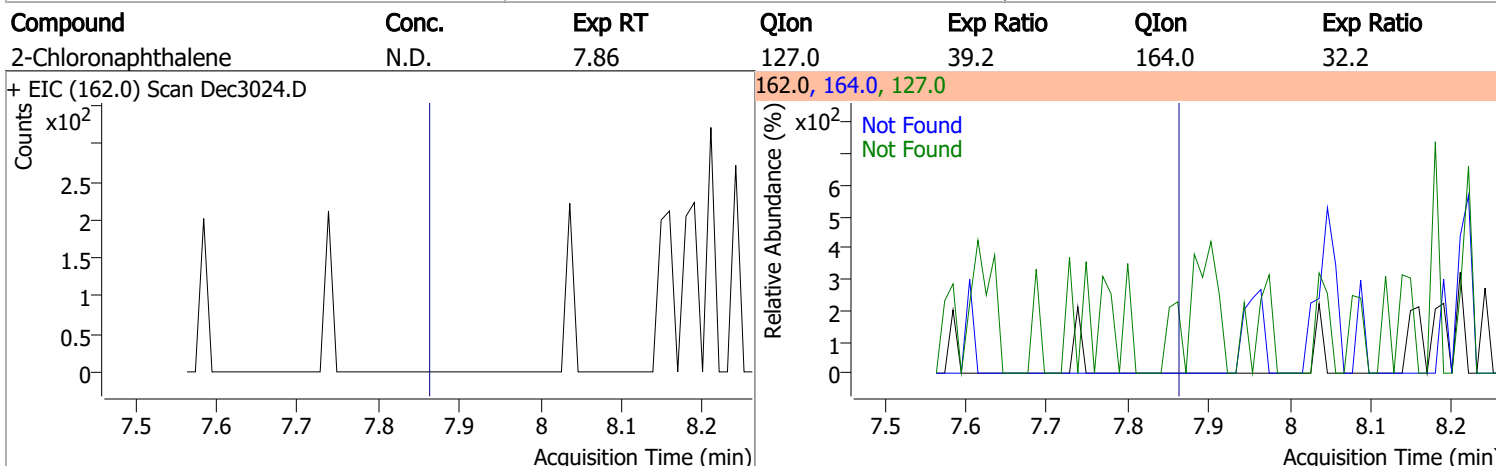 Compound Conc. Exp RT QIon Exp Ratio QIon Exp Ratio
2-Chloronaphthalene N.D. 7.86 127.0 39.2 164.0 32.2
+ EIC (162.0) Scan Dec3024.D
Counts
x10²
2.5
2
1.5
1
0.5
0
7.5 7.6 7.7 7.8 7.9 8 8.1 8.2
Acquisition Time (min)
162.0, 164.0, 127.0
Relative Abundance (%)
x10²
Not Found
Not Found
6
5
4
3
2
1
0
7.5 7.6 7.7 7.8 7.9 8 8.1 8.2
Acquisition Time (min)